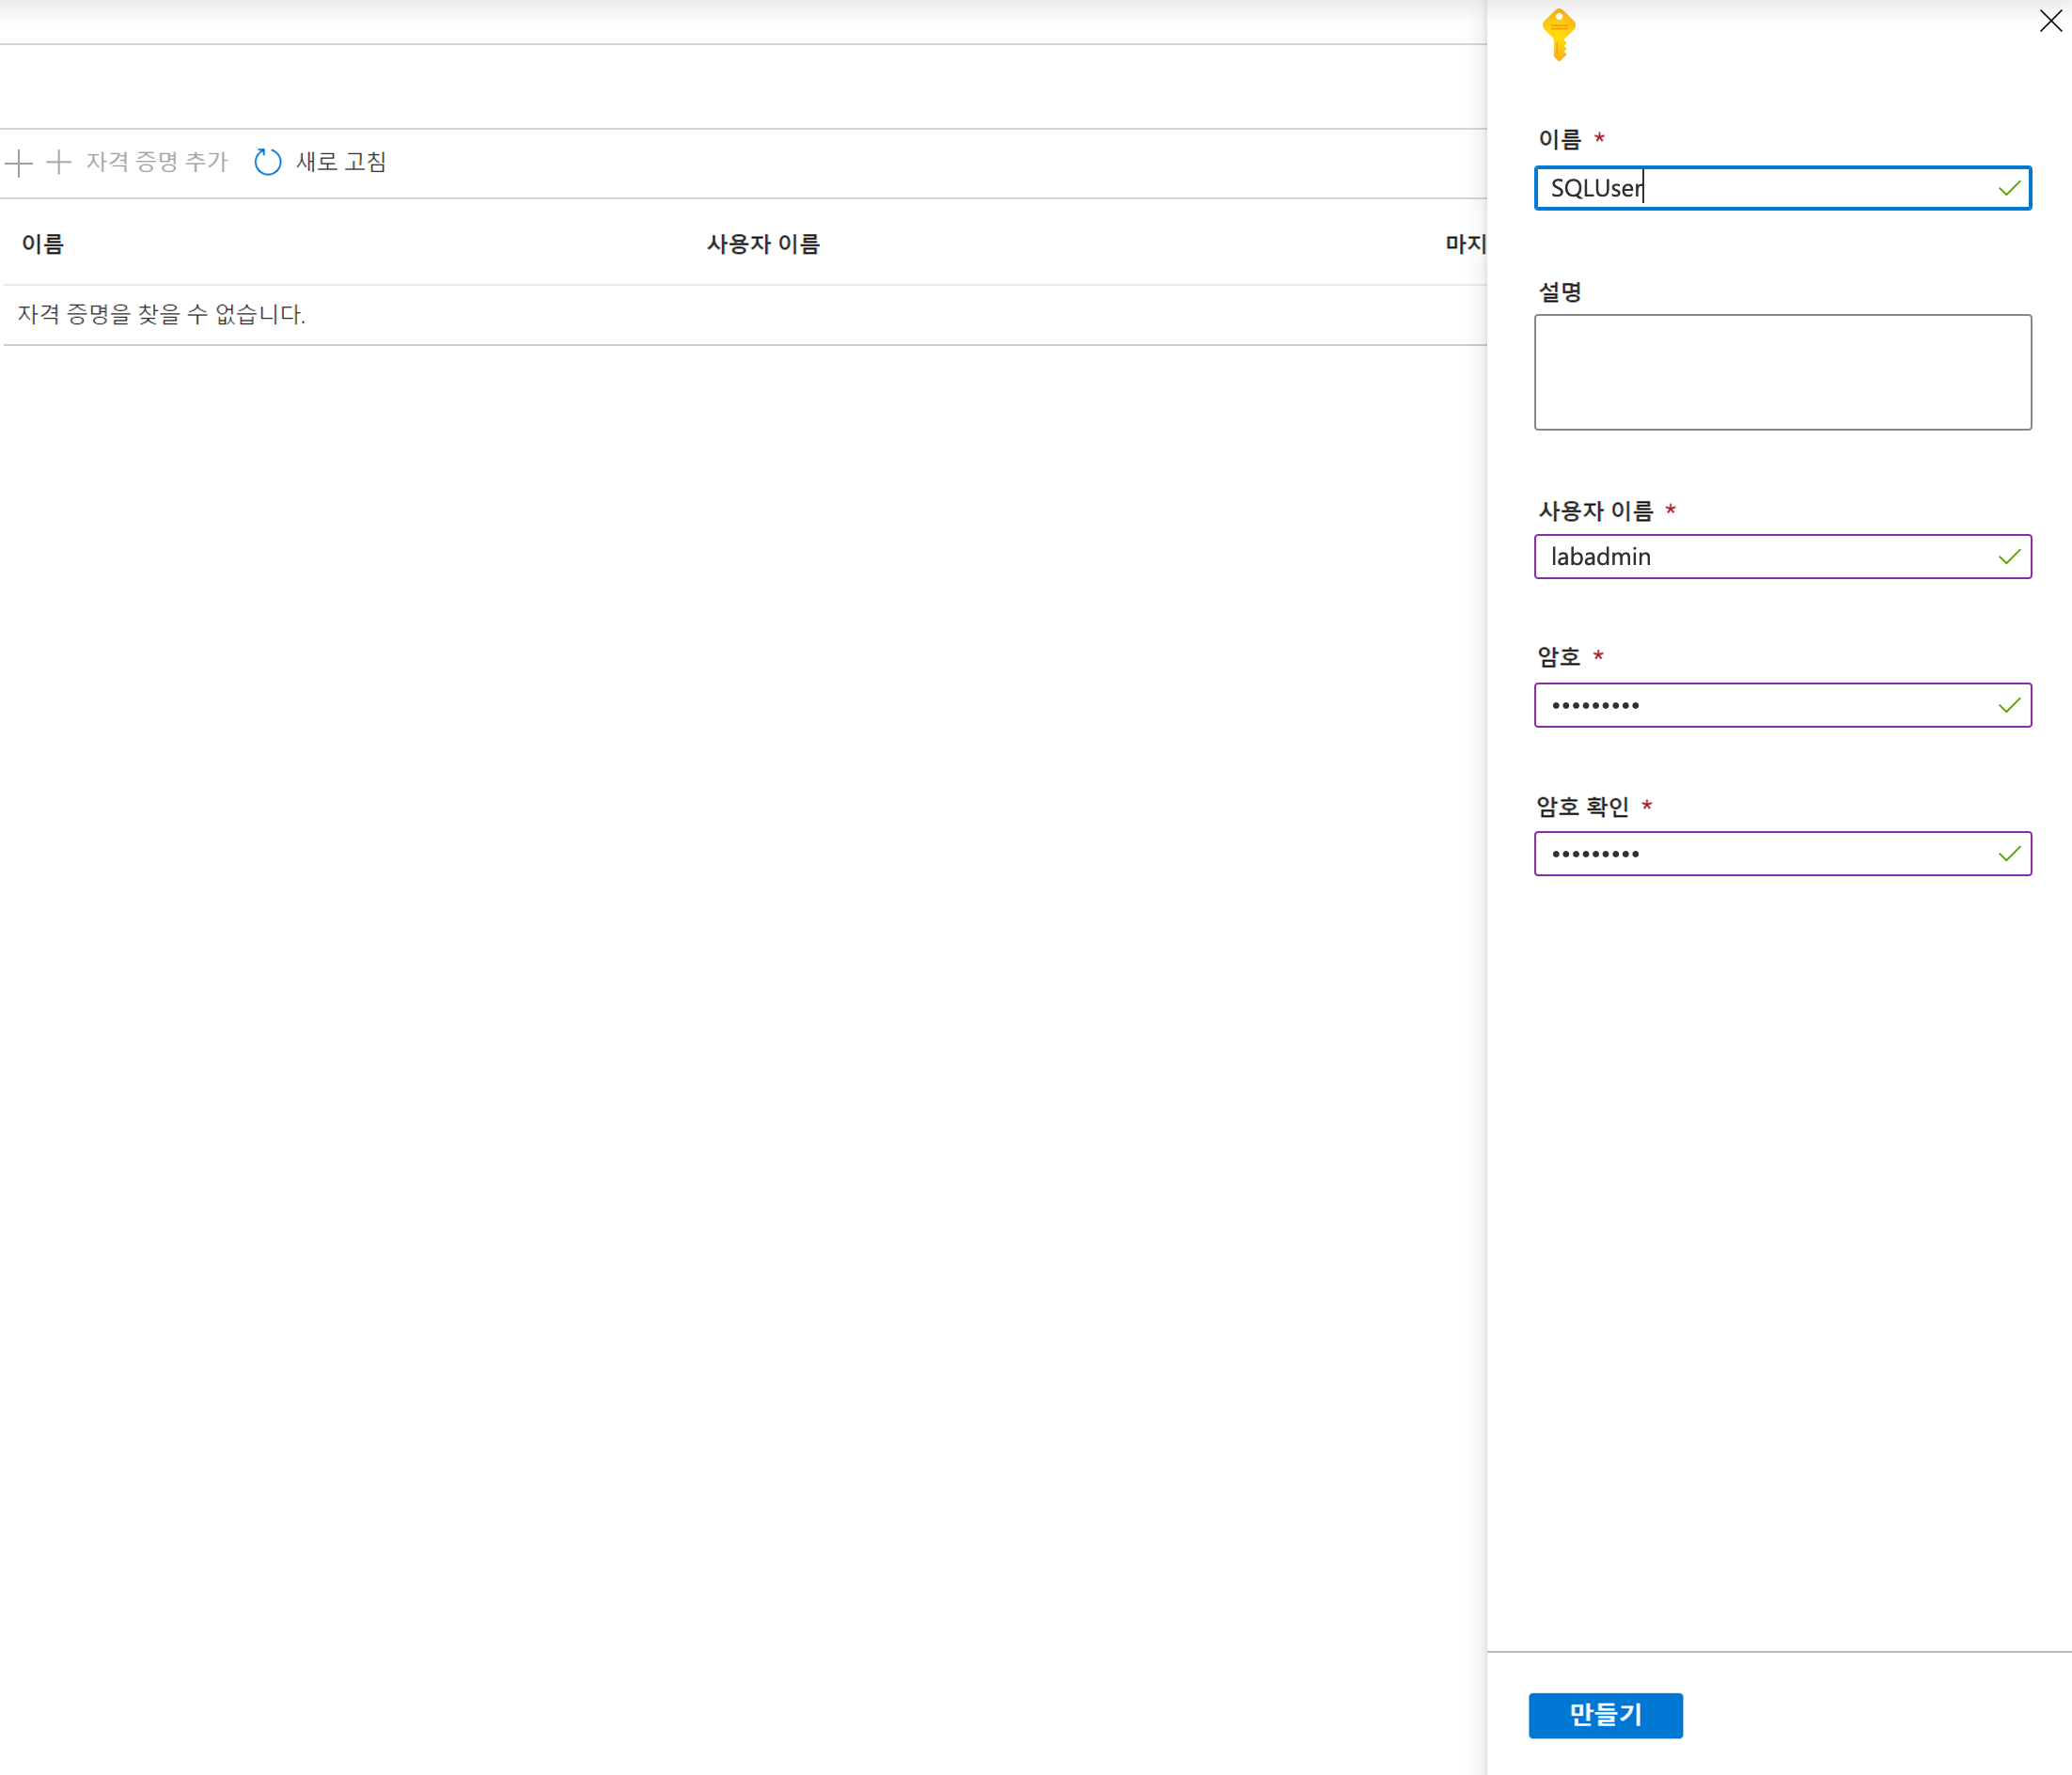 자격 증명 추가 새로 고침
이름 사용자 이름 마지
자격 증명을 찾을 수 없습니다.
이름 *
SQLUser
설명
사용자 이름 *
labadmin
암호 *
•••••••••
암호 확인 *
•••••••••
만들기